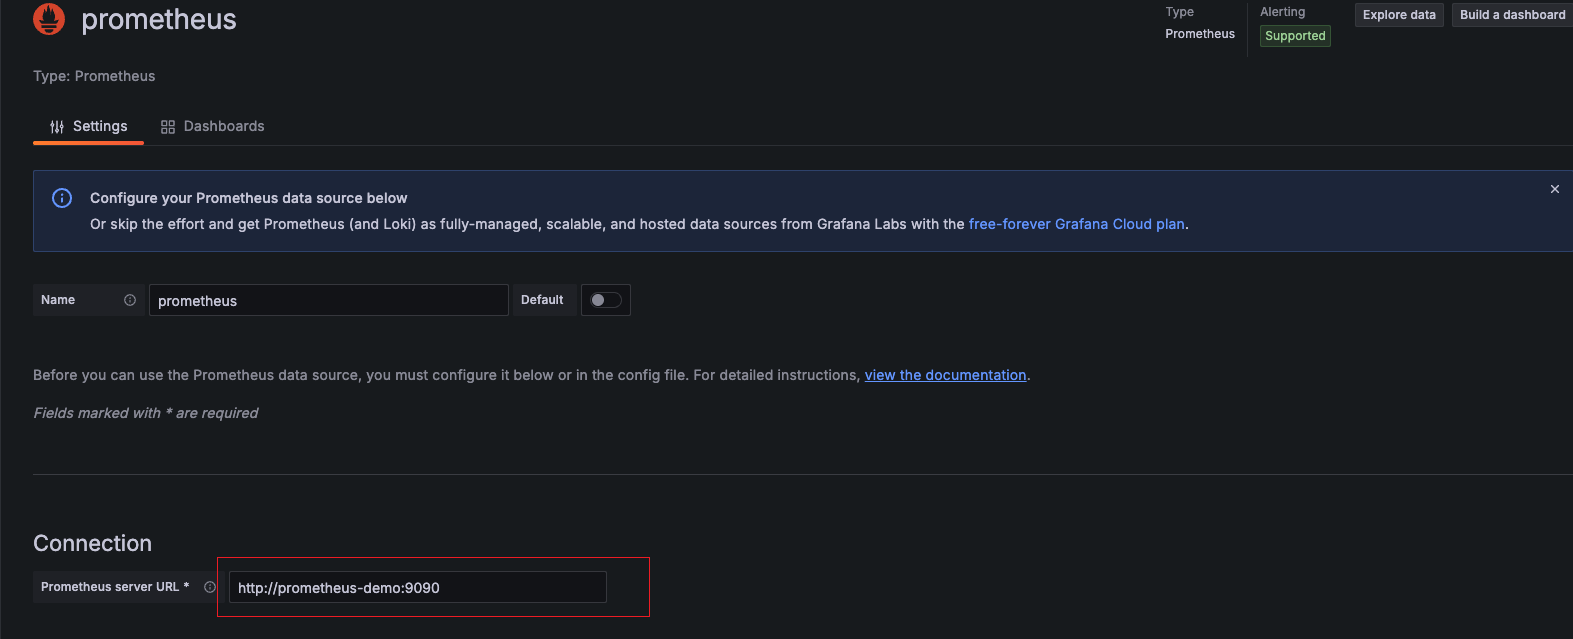 prometheus
Type
Prometheus
Alerting
Supported
Explore data
Build a dashboard
Type: Prometheus
Settings
Dashboards
Configure your Prometheus data source below
Or skip the effort and get Prometheus (and Loki) as fully-managed, scalable, and hosted data sources from Grafana Labs with the free-forever Grafana Cloud plan.
Name
prometheus
Default
Before you can use the Prometheus data source, you must configure it below or in the config file. For detailed instructions, view the documentation.
Fields marked with * are required
Connection
Prometheus server URL *
http://prometheus-demo:9090